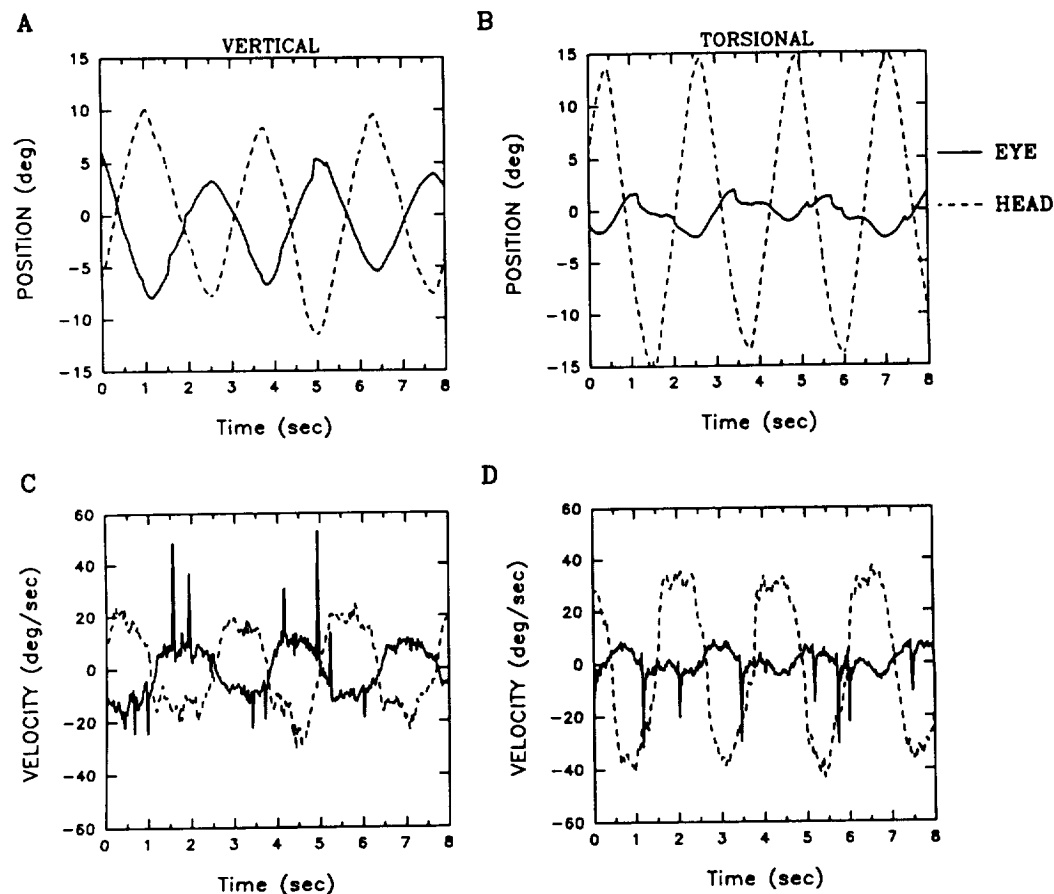 A
VERTICAL
15
10
5
0
-5
-10
-15
POSITION (deg)
0 1 2 3 4 5 6 7 8
Time (sec)
B
TORSIONAL
15
10
5
0
-5
-10
-15
POSITION (deg)
0 1 2 3 4 5 6 7 8
Time (sec)
EYE
HEAD
C
60
40
20
0
-20
-40
-60
VELOCITY (deg/sec)
0 1 2 3 4 5 6 7 8
Time (sec)
D
60
40
20
0
-20
-40
-60
VELOCITY (deg/sec)
0 1 2 3 4 5 6 7 8
Time (sec)